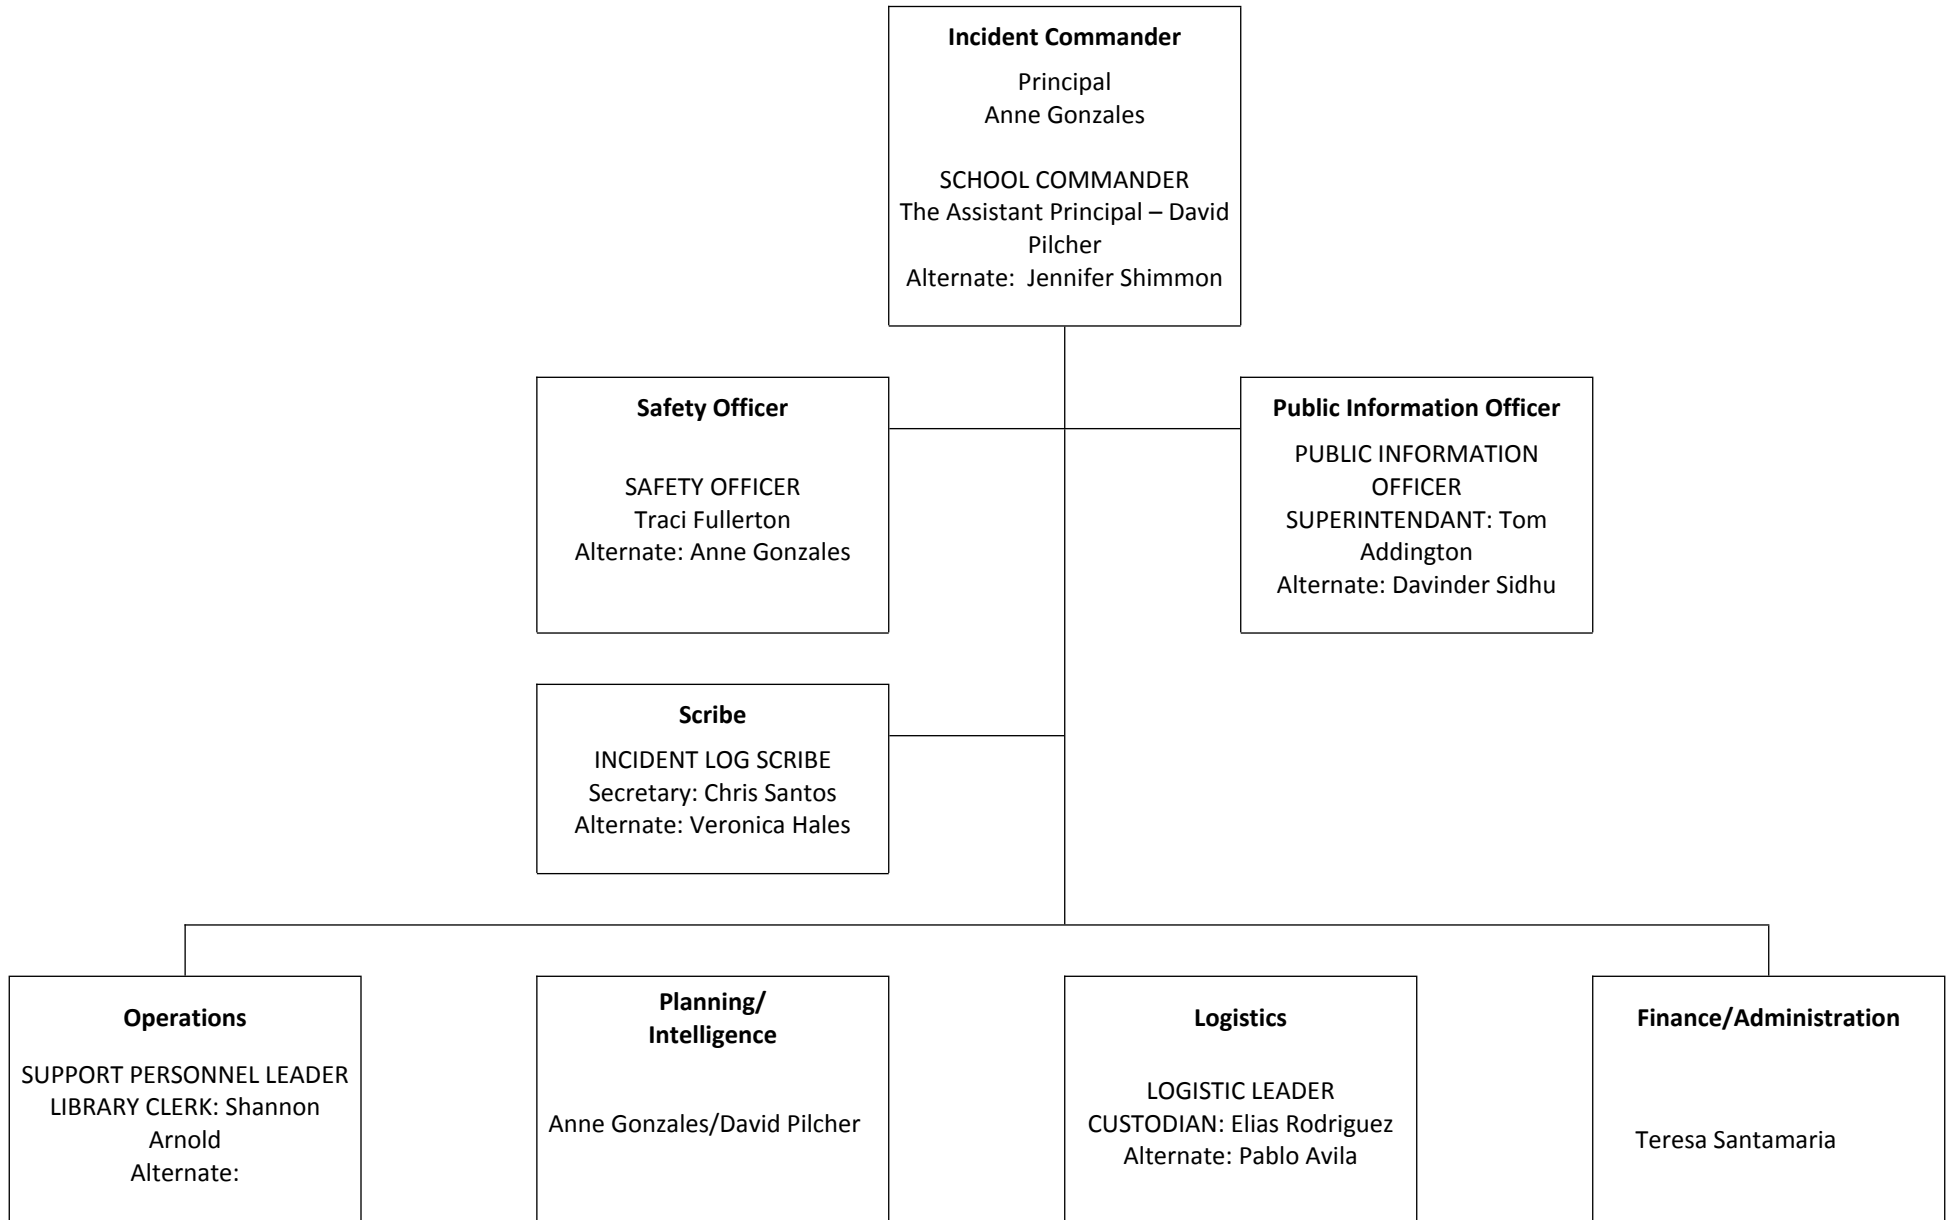 Incident Commander
Principal
Anne Gonzales
SCHOOL COMMANDER
The Assistant Principal – David
Pilcher
Alternate:  Jennifer Shimmon
Safety Officer
SAFETY OFFICER
Traci Fullerton
Alternate: Anne Gonzales
Public Information Officer
PUBLIC INFORMATION
OFFICER
SUPERINTENDANT: Tom
Addington
Alternate: Davinder Sidhu
Scribe
INCIDENT LOG SCRIBE
Secretary: Chris Santos
Alternate: Veronica Hales
Operations
SUPPORT PERSONNEL LEADER
LIBRARY CLERK: Shannon
Arnold
Alternate:
Planning/
Intelligence
Anne Gonzales/David Pilcher
Logistics
LOGISTIC LEADER
CUSTODIAN: Elias Rodriguez
Alternate: Pablo Avila
Finance/Administration
Teresa Santamaria